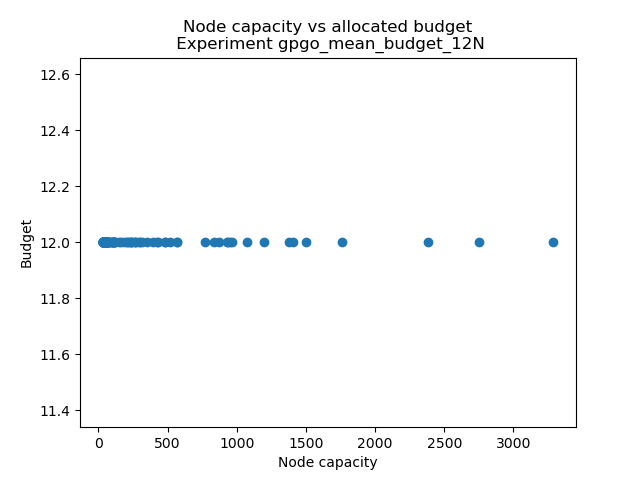 Node capacity vs allocated budget
Experiment gpgo_mean_budget_12N
12.6
12.4
12.2
12.0
11.8
11.6
11.4
Budget
0 500 1000 1500 2000 2500 3000
Node capacity